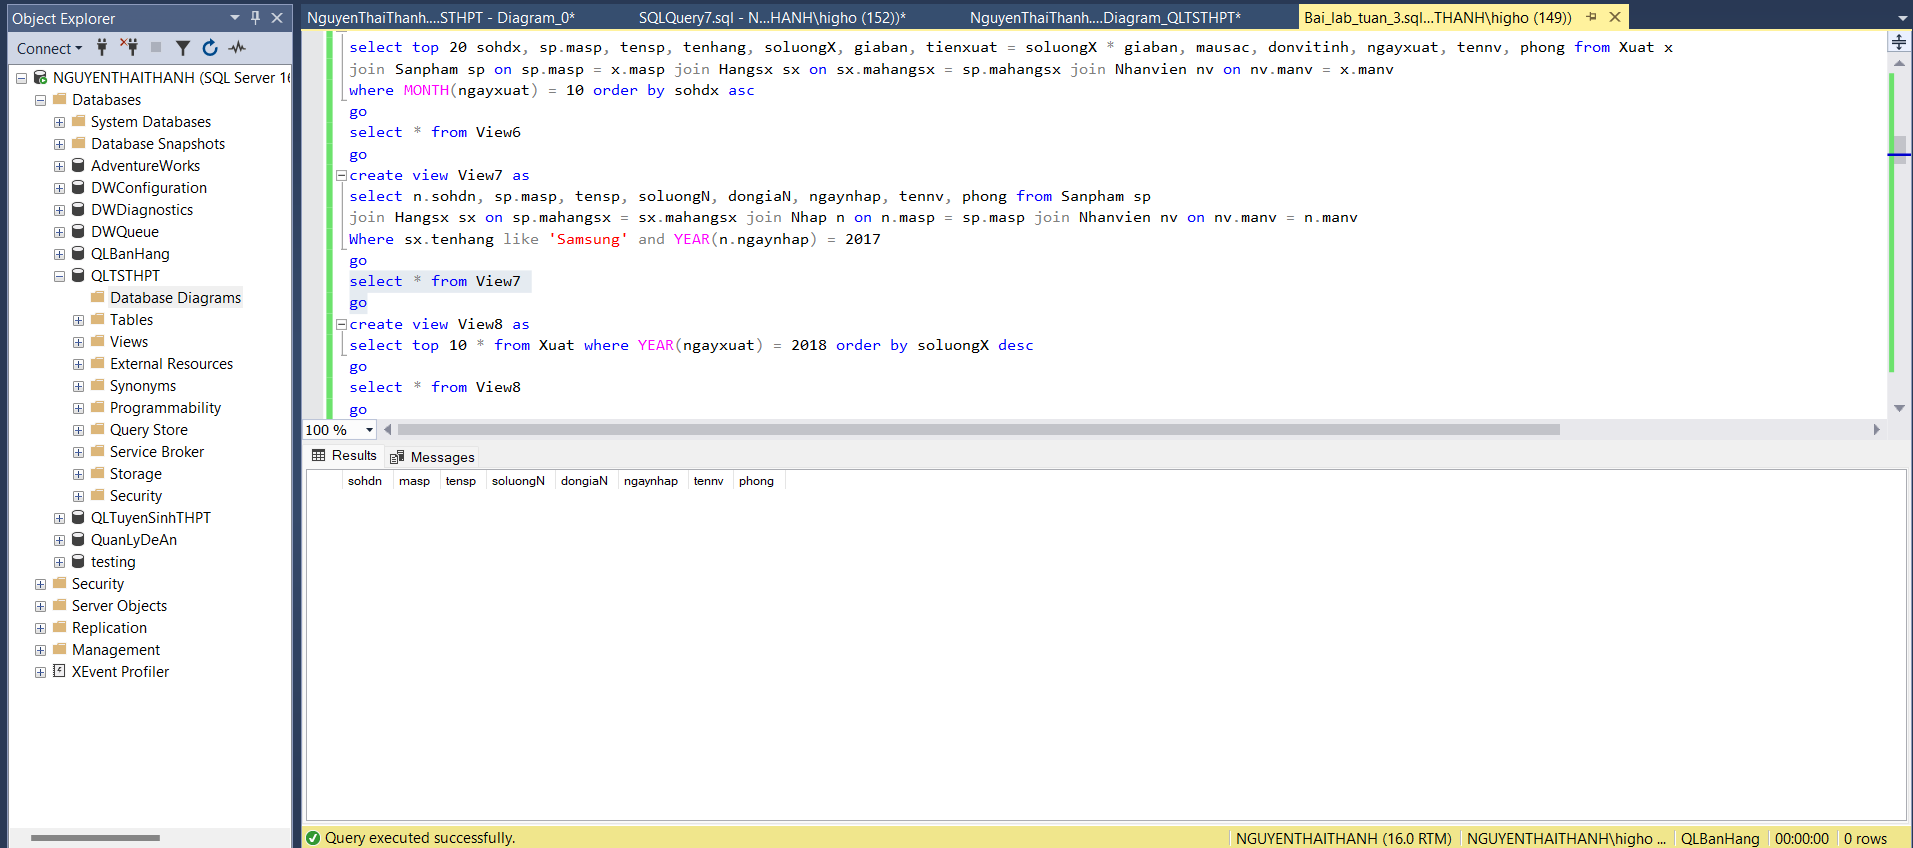 Object Explorer
Connect
NGUYENTHAITHANH (SQL Server 16
Databases
System Databases
Database Snapshots
AdventureWorks
DWConfiguration
DWDiagnostics
DWQueue
QLBanHang
QLTSTHPT
Database Diagrams
Tables
Views
External Resources
Synonyms
Programmability
Query Store
Service Broker
Storage
Security
QLTuyenSinhTHPT
QuanLyDeAn
testing
Security
Server Objects
Replication
Management
XEvent Profiler
NguyenThaiThanh....STHPT - Diagram_0*
SQLQuery7.sql - N...HANH\higho (152))*
NguyenThaiThanh....Diagram_QLTSTHPT*
Bai_lab_tuan_3.sql...THANH\higho (149))
select top 20 sohdx, sp.masp, tensp, tenhang, soluongX, giaban, tienxuat = soluongX * giaban, mausac, donvitinh, ngayxuat, tennv, phong from Xuat x
join Sanpham sp on sp.masp = x.masp join Hangsx sx on sx.mahangsx = sp.mahangsx join Nhanvien nv on nv.manv = x.manv
where MONTH(ngayxuat) = 10 order by sohdx asc
go
select * from View6
go
create view View7 as
select n.sohdn, sp.masp, tensp, soluongN, dongiaN, ngaynhap, tennv, phong from Sanpham sp
join Hangsx sx on sp.mahangsx = sx.mahangsx join Nhap n on n.masp = sp.masp join Nhanvien nv on nv.manv = n.manv
Where sx.tenhang like 'Samsung' and YEAR(n.ngaynhap) = 2017
go
select * from View7
go
create view View8 as
select top 10 * from Xuat where YEAR(ngayxuat) = 2018 order by soluongX desc
go
select * from View8
go
100 %
Results Messages
sohdn masp tensp soluongN dongiaN ngaynhap tennv phong
Query executed successfully.
NGUYENTHAITHANH (16.0 RTM) NGUYENTHAITHANH\higho ... QLBanHang 00:00:00 0 rows